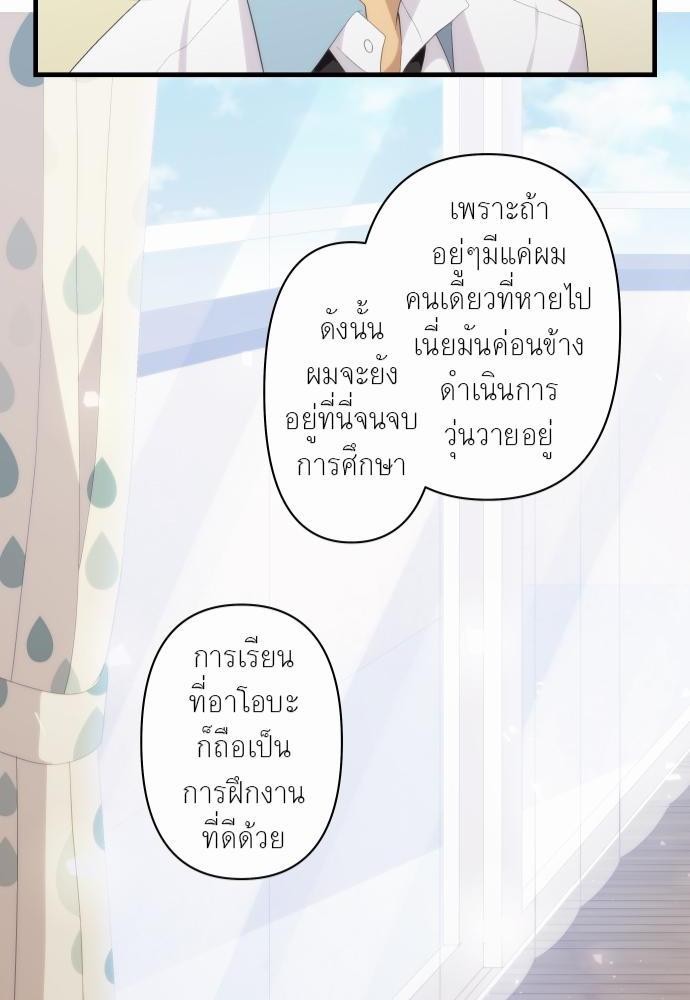 เพราะถ้า
อยู่ๆมีแค่ผม
คนเดียวที่หายไป
เนี่ยมันค่อนข้าง
ดำเนินการ
วุ่นวายอยู่
ดังนั้น
ผมจะยัง
อยู่ที่นี่จนจบ
การศึกษา
การเรียน
ที่อาโอบะ
ก็ถือเป็น
การฝึกงาน
ที่ดีด้วย